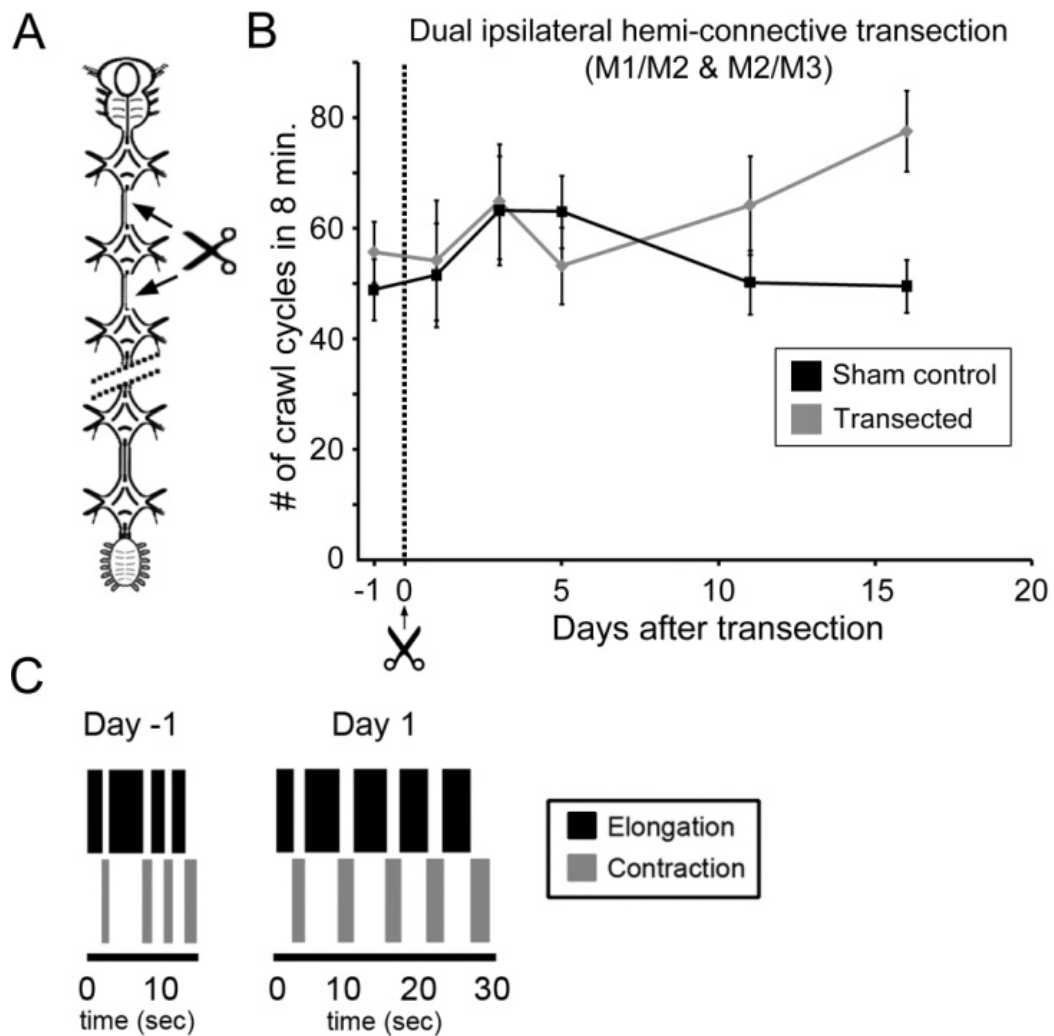 A
B
Dual ipsilateral hemi-connective transection
(M1/M2 & M2/M3)
# of crawl cycles in 8 min.
80
60
40
20
0
Sham control
Transected
-1 0 5 10 15 20
Days after transection
C
Day -1 Day 1
Elongation
Contraction
0 10 0 10 20 30
time (sec) time (sec)